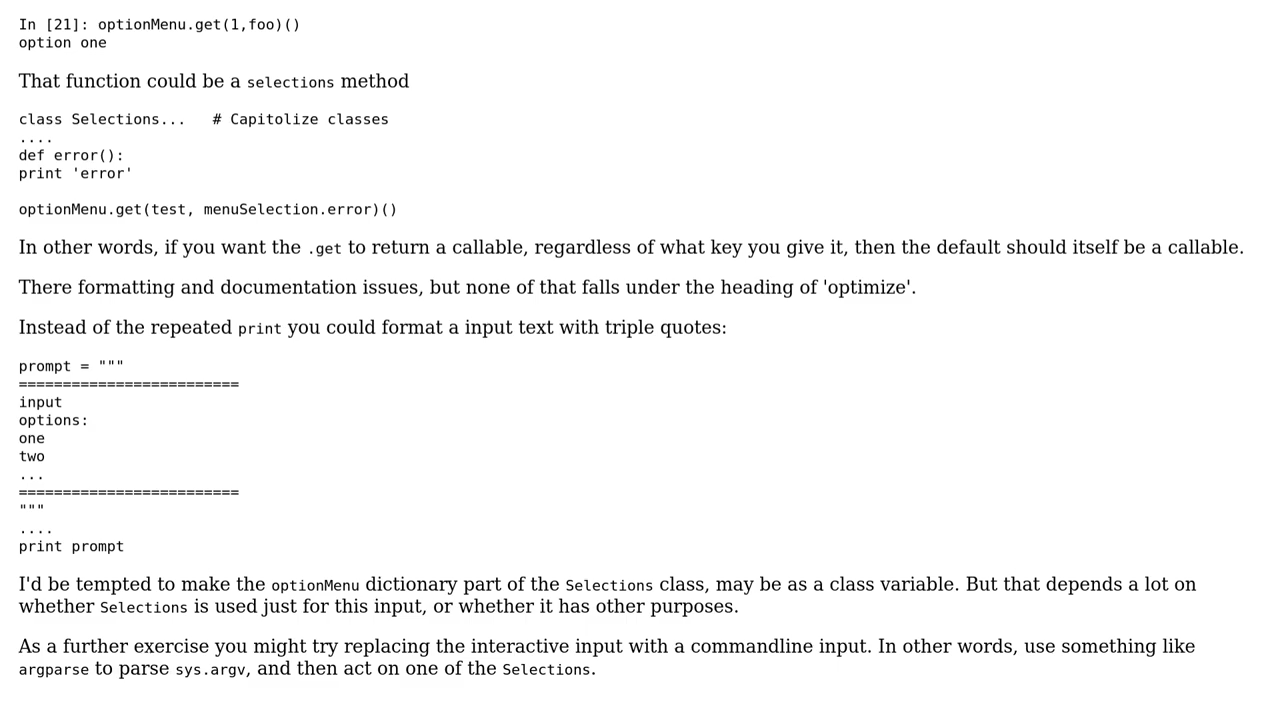 In [21]: optionMenu.get(1,foo)()
option one
That function could be a selections method
class Selections...   # Capitolize classes
....
def error():
print 'error'
optionMenu.get(test, menuSelection.error)()
In other words, if you want the .get to return a callable, regardless of what key you give it, then the default should itself be a callable.
There formatting and documentation issues, but none of that falls under the heading of 'optimize'.
Instead of the repeated print you could format a input text with triple quotes:
prompt = """
=========================
input
options:
one
two
...
=========================
"""
....
print prompt
I'd be tempted to make the optionMenu dictionary part of the Selections class, may be as a class variable. But that depends a lot on
whether Selections is used just for this input, or whether it has other purposes.
As a further exercise you might try replacing the interactive input with a commandline input. In other words, use something like
argparse to parse sys.argv, and then act on one of the Selections.